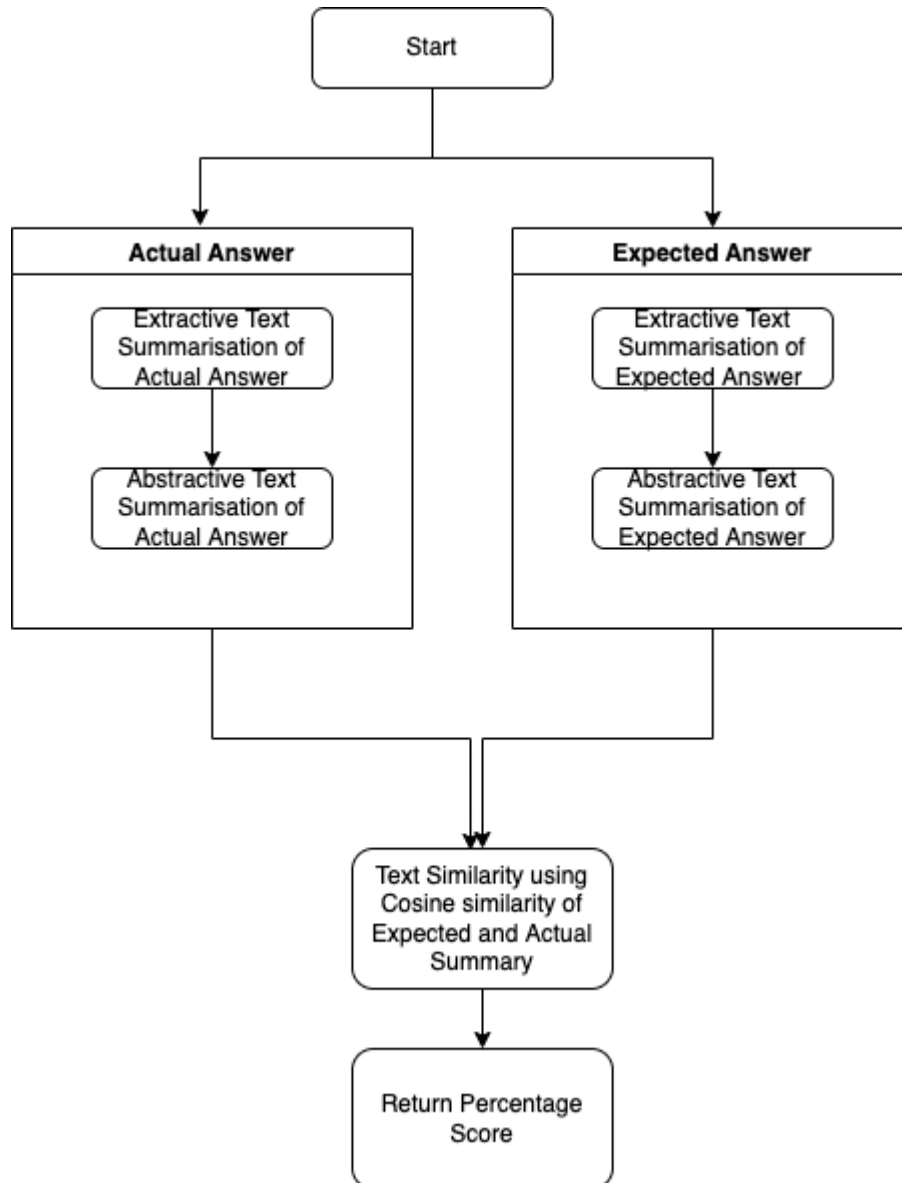 Start
Actual Answer
Extractive Text
Summarisation of
Actual Answer
Abstractive Text
Summarisation of
Actual Answer
Expected Answer
Extractive Text
Summarisation of
Expected Answer
Abstractive Text
Summarisation of
Expected Answer
Text Similarity using
Cosine similarity of
Expected and Actual
Summary
Return Percentage
Score